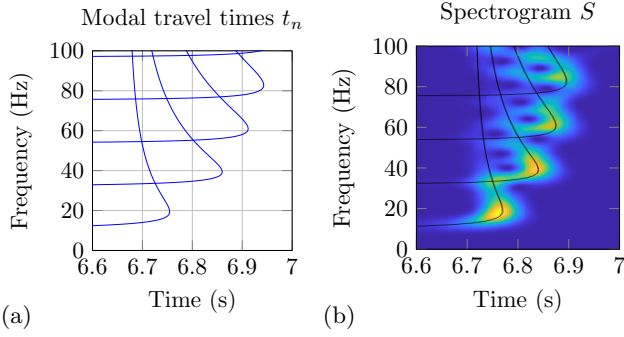 Modal travel times tₙ
Spectrogram S
100
80
60
40
20
0
Frequency (Hz)
6.6 6.7 6.8 6.9 7
Time (s)
(a)
100
80
60
40
20
0
Frequency (Hz)
6.6 6.7 6.8 6.9 7
Time (s)
(b)